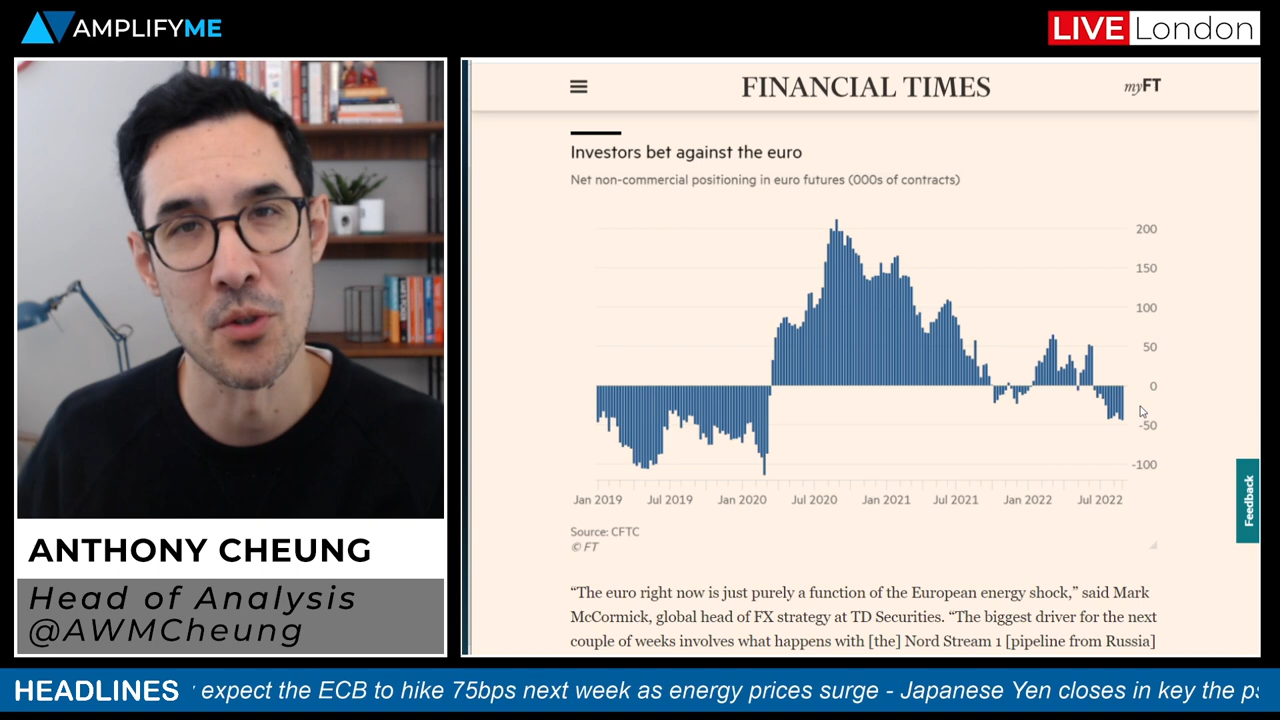 AMPLIFYME
LIVE London
FINANCIAL TIMES
myFT
Investors bet against the euro
Net non-commercial positioning in euro futures (000s of contracts)
200
150
100
50
0
-50
-100
Jan 2019 Jul 2019 Jan 2020 Jul 2020 Jan 2021 Jul 2021 Jan 2022 Jul 2022
Source: CFTC
© FT
Feedback
“The euro right now is just purely a function of the European energy shock,” said Mark
McCormick, global head of FX strategy at TD Securities. “The biggest driver for the next
couple of weeks involves what happens with [the] Nord Stream 1 [pipeline from Russia]
ANTHONY CHEUNG
Head of Analysis
@AWMCheung
HEADLINES expect the ECB to hike 75bps next week as energy prices surge - Japanese Yen closes in key the